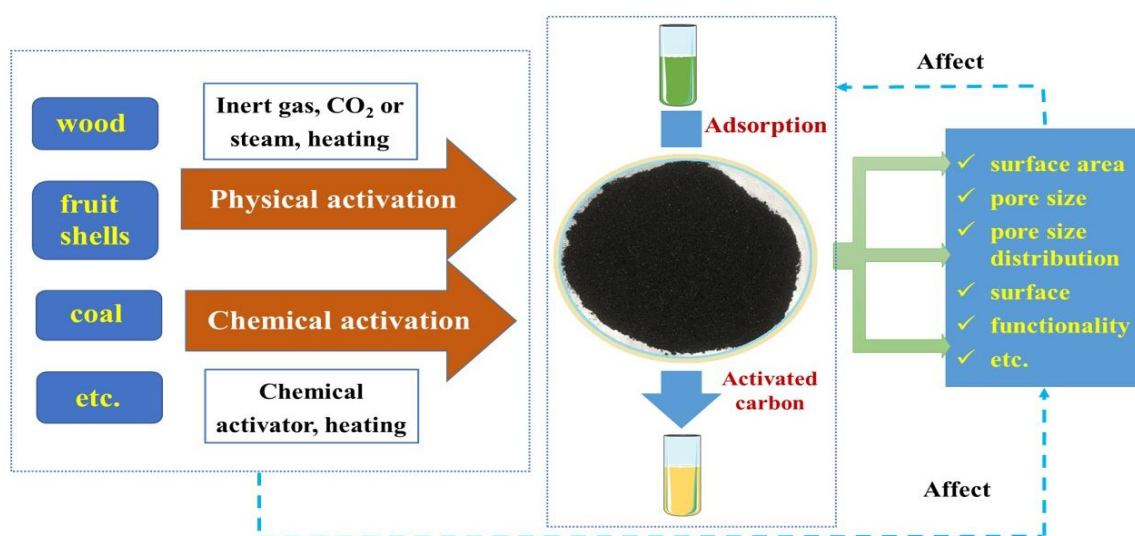 wood
fruit
shells
coal
etc.
Inert gas, CO₂ or
steam, heating
Physical activation
Chemical activation
Chemical
activator, heating
Adsorption
Activated
carbon
Affect
✓ surface area
✓ pore size
✓ pore size
distribution
✓ surface
✓ functionality
✓ etc.
Affect